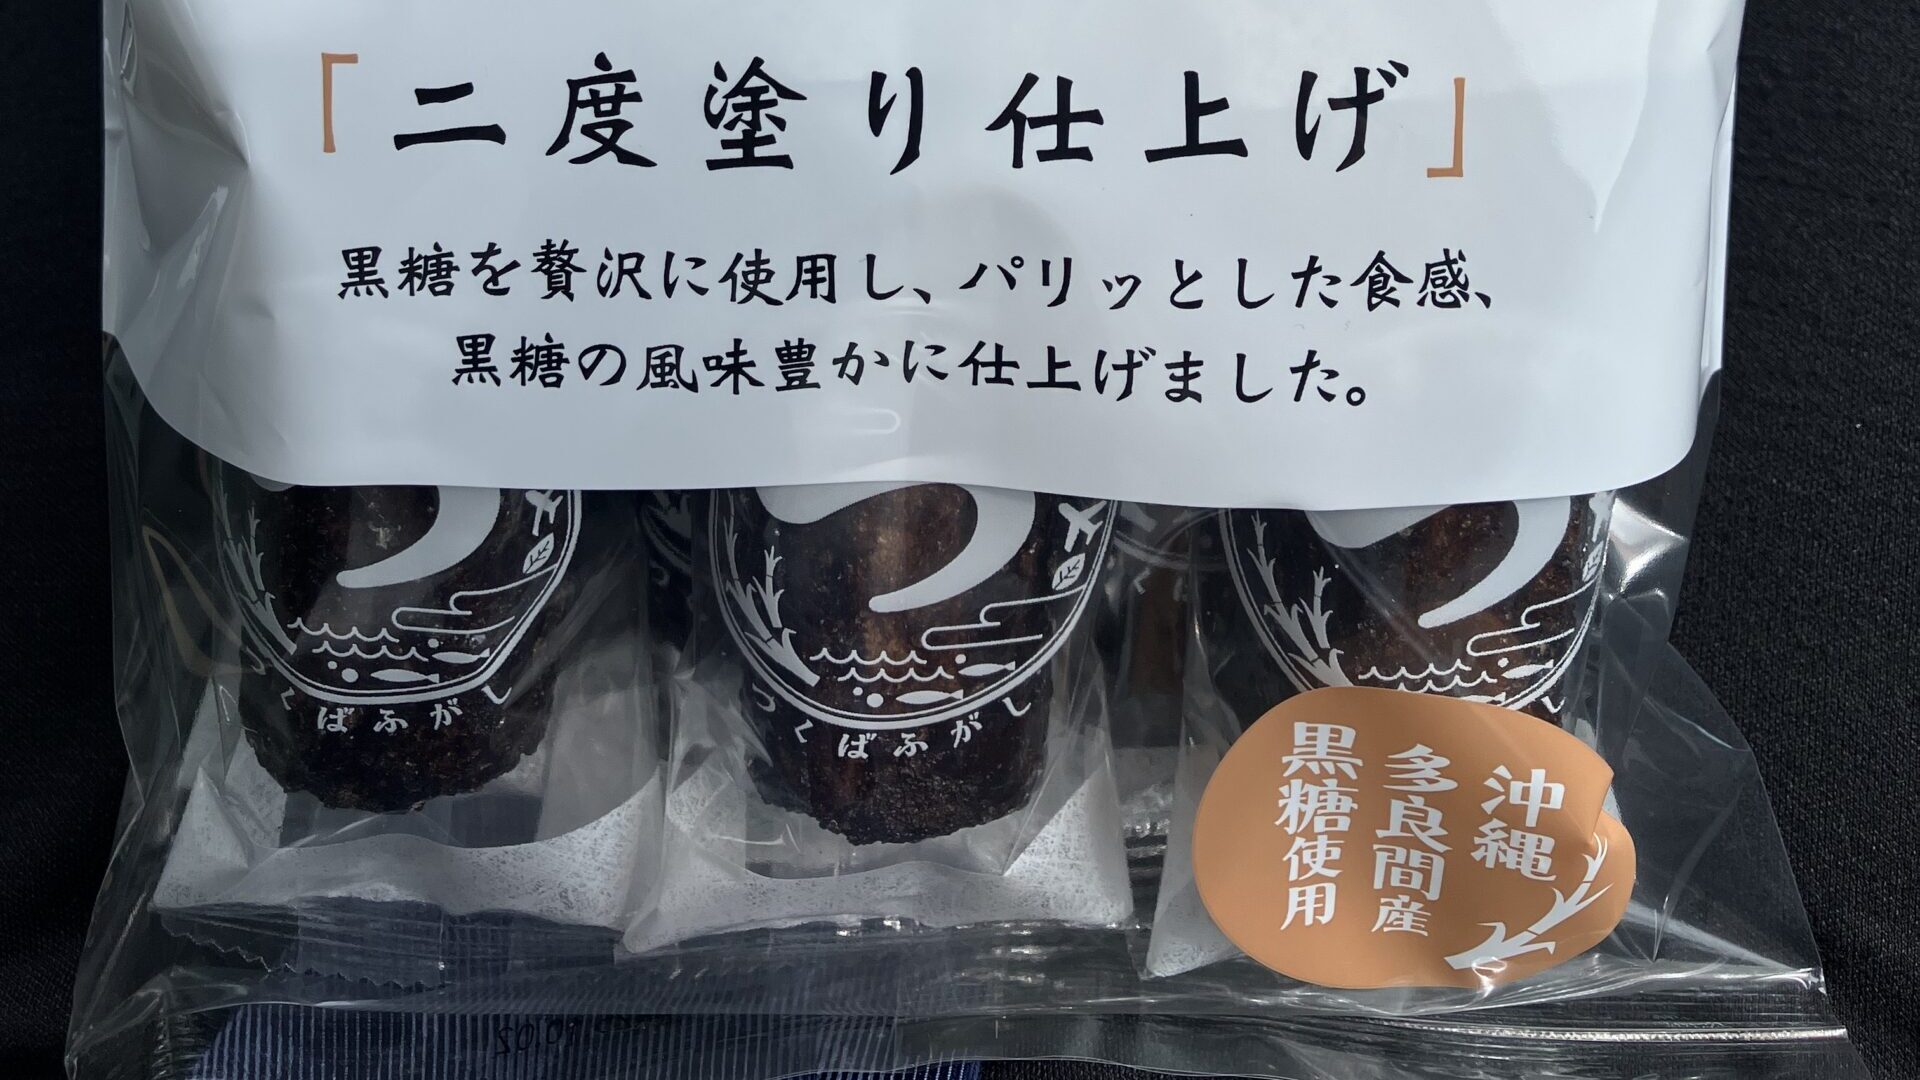 「二度塗り仕上げ」
黒糖を贅沢に使用し、パリッとした食感、
黒糖の風味豊かに仕上げました。
つ
くばふがし
つ
つくばふがし
つ
沖縄
多良間産
黒糖使用